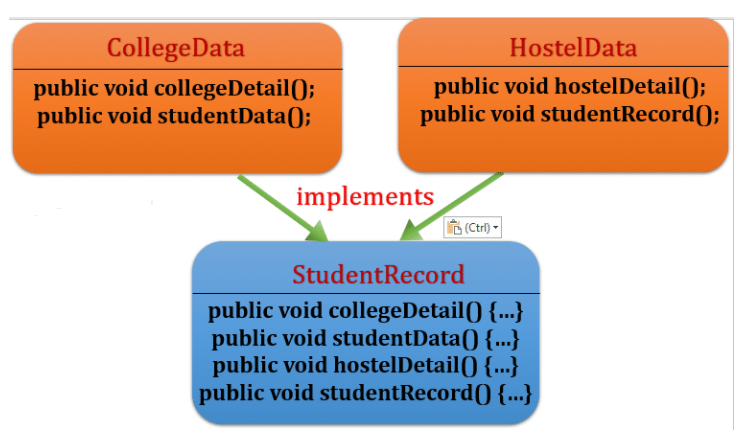 CollegeData
public void collegeDetail();
public void studentData();
HostelData
public void hostelDetail();
public void studentRecord();
implements
(Ctrl)
StudentRecord
public void collegeDetail() {...}
public void studentData() {...}
public void hostelDetail() {...}
public void studentRecord() {...}